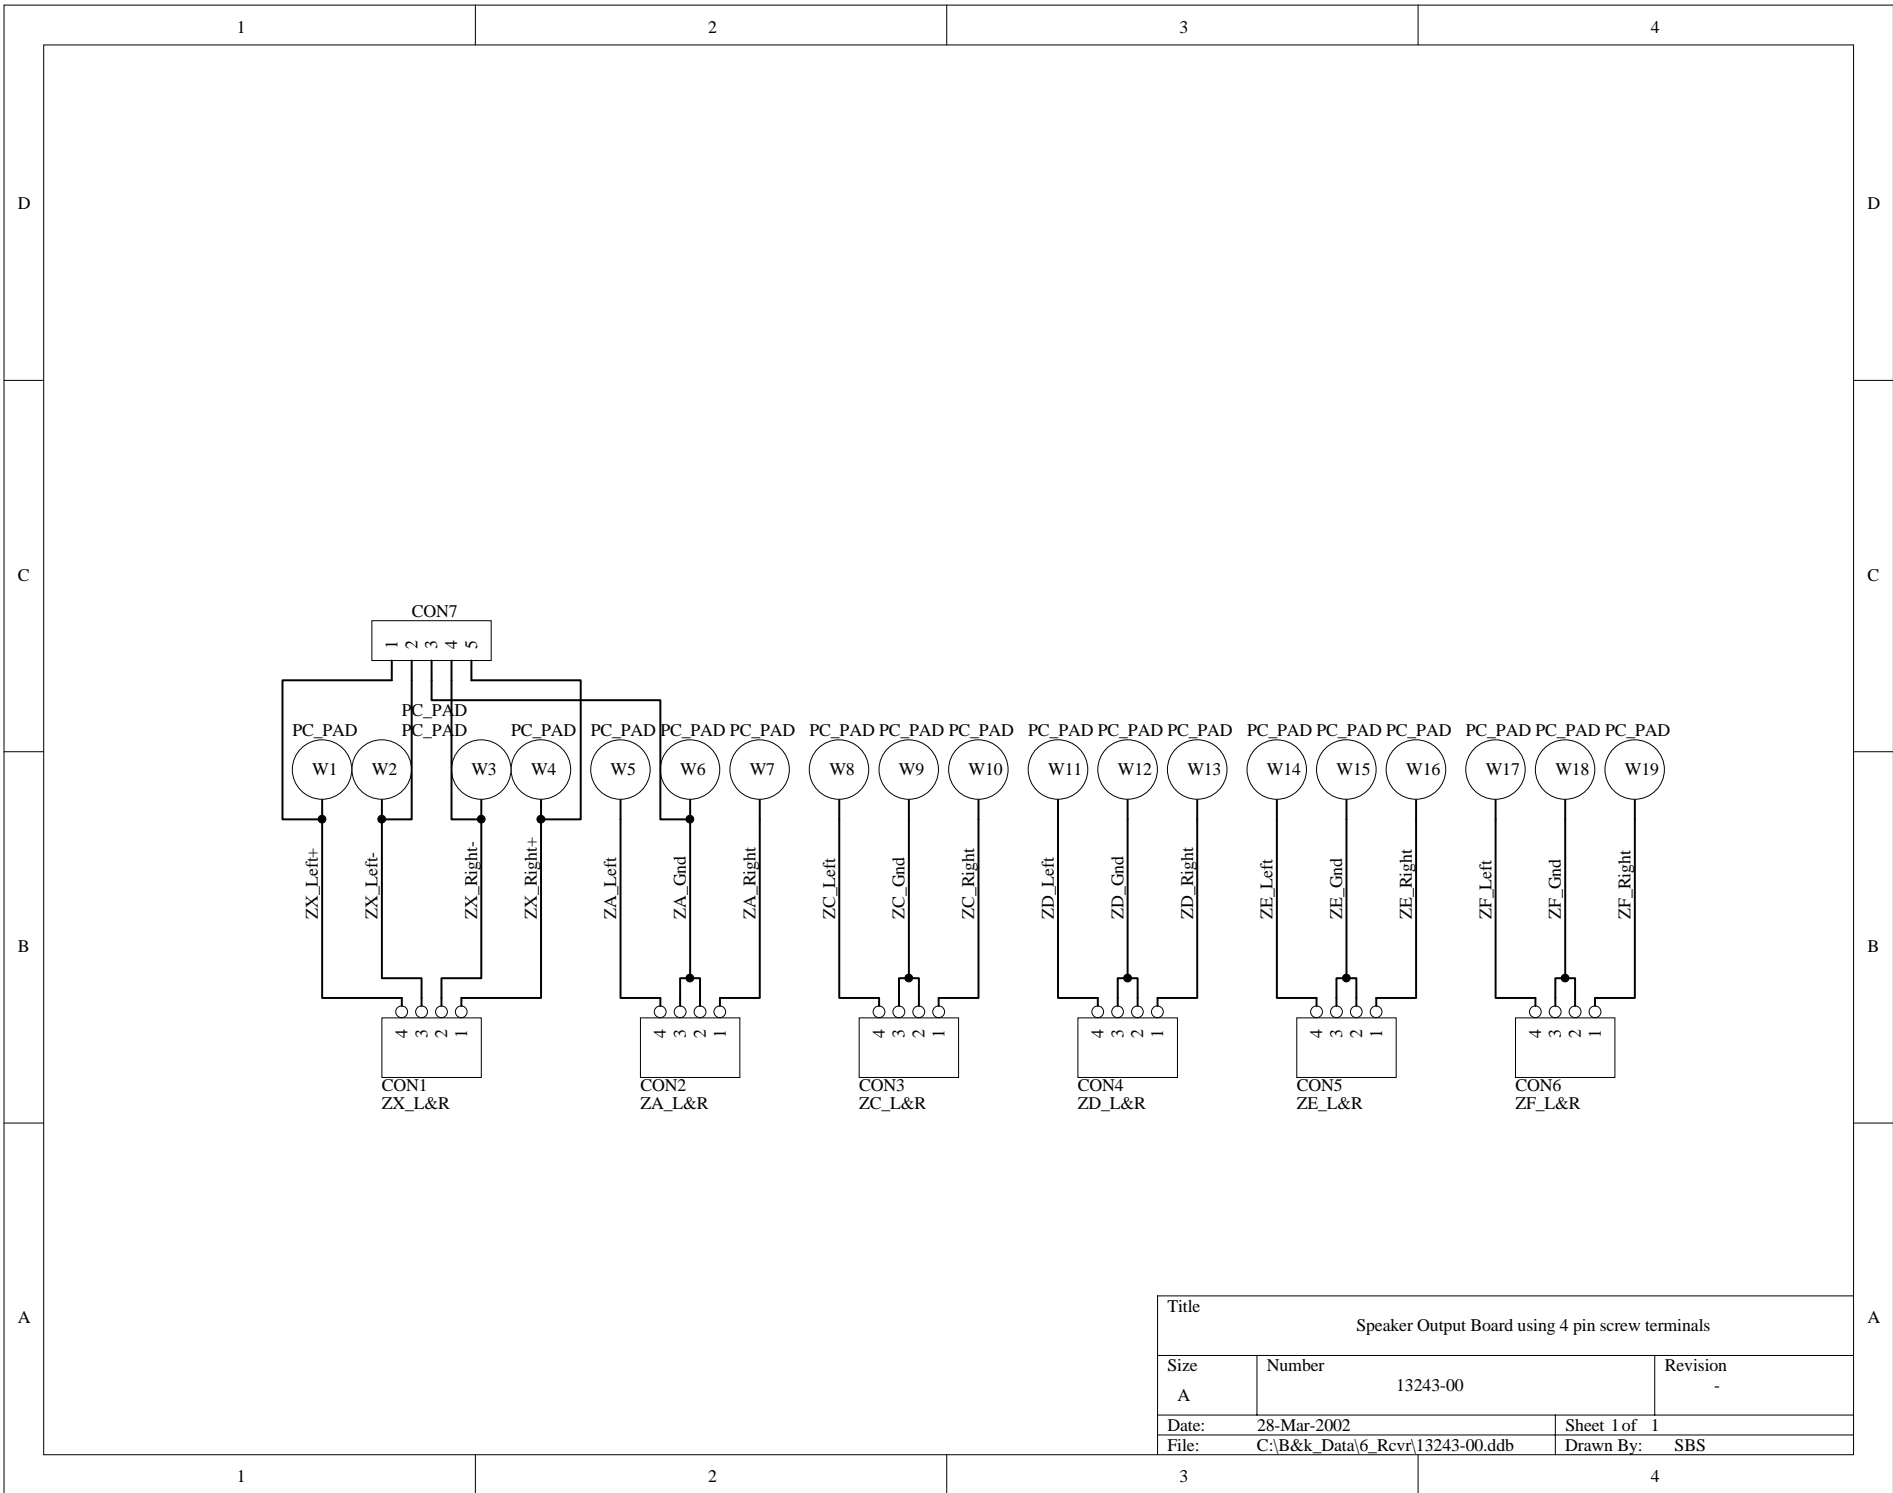 1 2 3 4
D D
C C
CON7
1 2 3 4 5
PC_PAD
PC_PAD PC_PAD PC_PAD PC_PAD PC_PAD PC_PAD PC_PAD PC_PAD PC_PAD PC_PAD PC_PAD PC_PAD PC_PAD PC_PAD PC_PAD PC_PAD PC_PAD PC_PAD
W1 W2 W3 W4 W5 W6 W7 W8 W9 W10 W11 W12 W13 W14 W15 W16 W17 W18 W19
ZX_Left+
ZX_Left-
ZX_Right-
ZX_Right+
ZA_Left
ZA_Gnd
ZA_Right
ZC_Left
ZC_Gnd
ZC_Right
ZD_Left
ZD_Gnd
ZD_Right
ZE_Left
ZE_Gnd
ZE_Right
ZF_Left
ZF_Gnd
ZF_Right
B B
4 3 2 1 4 3 2 1 4 3 2 1 4 3 2 1 4 3 2 1 4 3 2 1
CON1 CON2 CON3 CON4 CON5 CON6
ZX_L&R ZA_L&R ZC_L&R ZD_L&R ZE_L&R ZF_L&R
A A
Title
Speaker Output Board using 4 pin screw terminals
Size Number Revision
A 13243-00 -
Date: 28-Mar-2002 Sheet 1 of 1
File: C:\B&k_Data\6_Rcvr\13243-00.ddb Drawn By: SBS
1 2 3 4